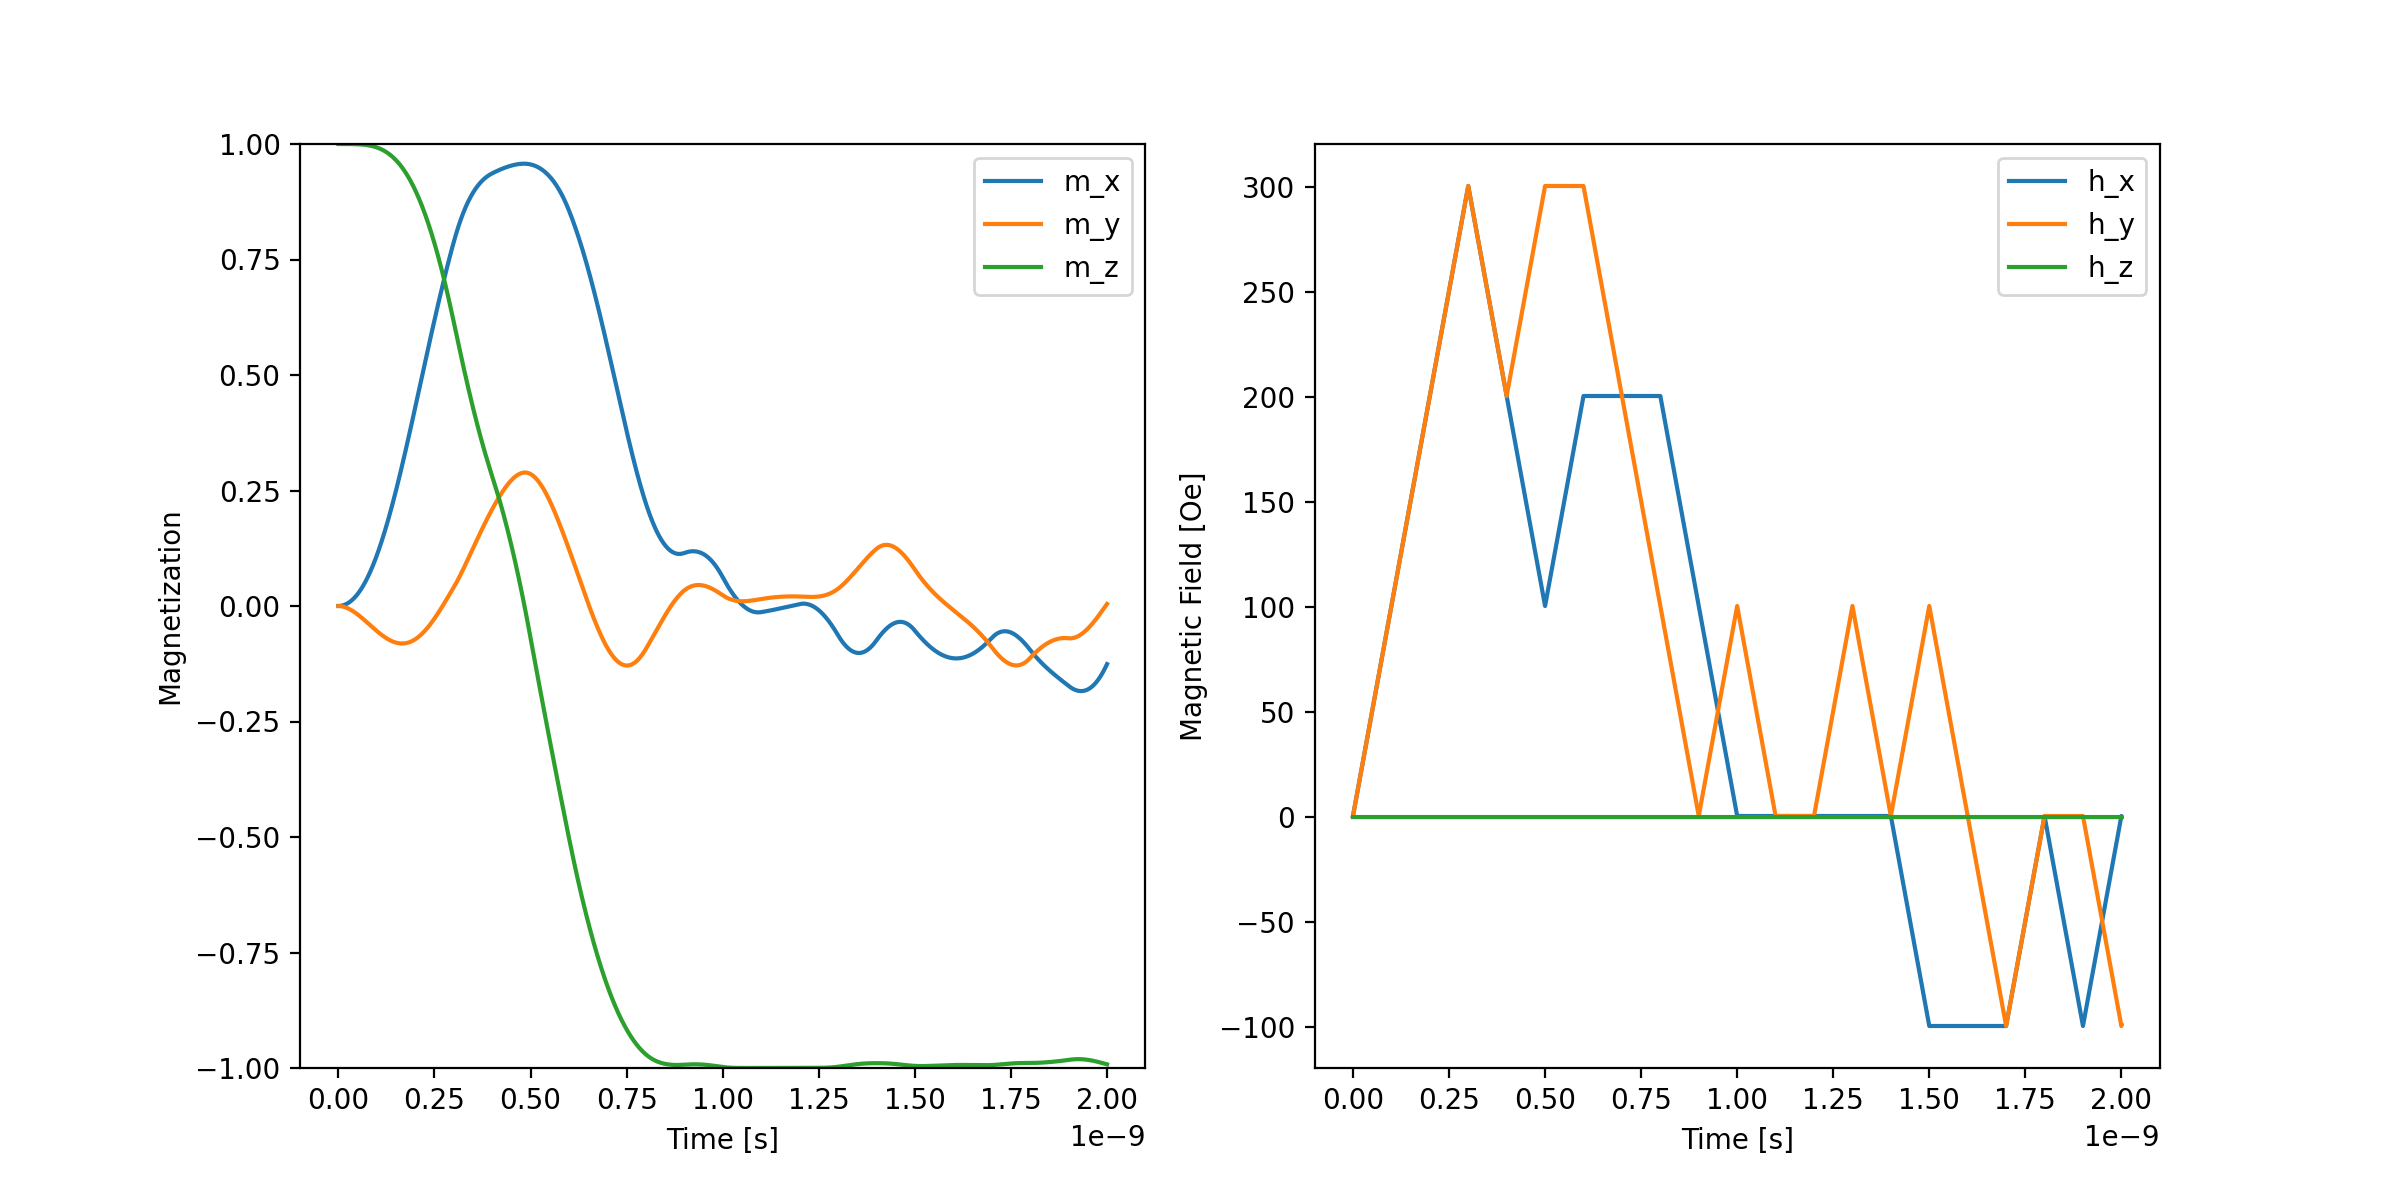 1.00
0.75
0.50
0.25
0.00
−0.25
−0.50
−0.75
−1.00
Magnetization
m_x
m_y
m_z
0.00 0.25 0.50 0.75 1.00 1.25 1.50 1.75 2.00
Time [s]
1e−9
300
250
200
150
100
50
0
−50
−100
Magnetic Field [Oe]
h_x
h_y
h_z
0.00 0.25 0.50 0.75 1.00 1.25 1.50 1.75 2.00
Time [s]
1e−9